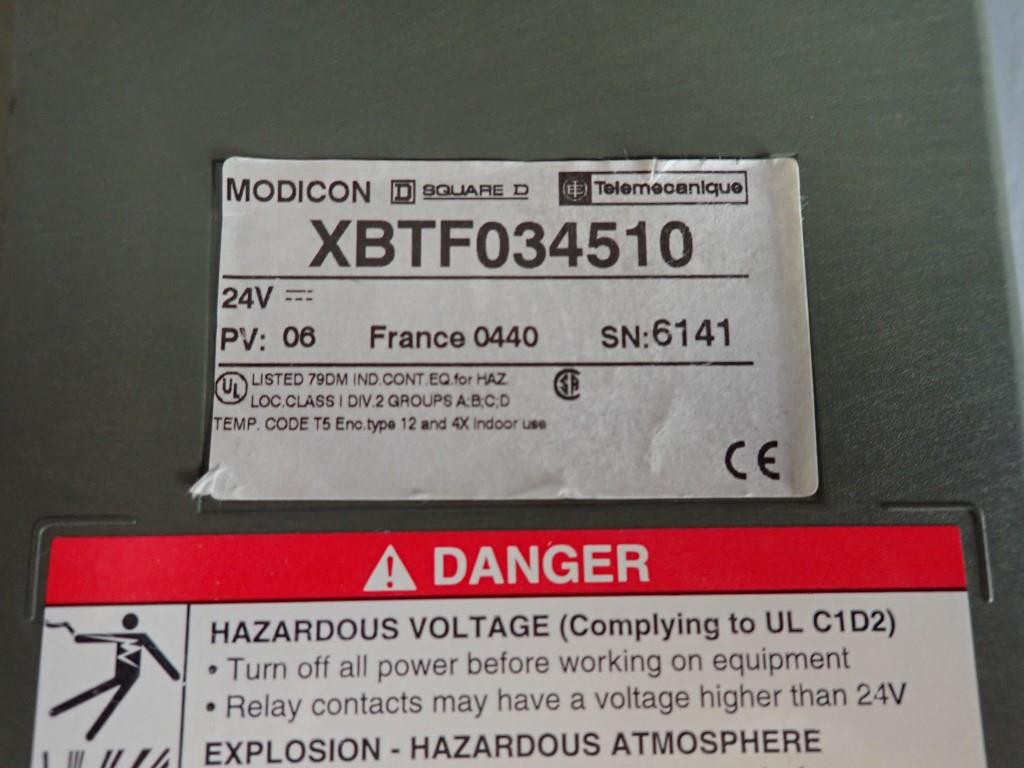 MODICON SQUARE D Telemecanique
XBTF034510
24V
PV: 06 France 0440 SN:6141
UL LISTED 79DM IND.CONT.EQ.for HAZ.
LOC.CLASS I DIV.2 GROUPS A;B;C;D
TEMP. CODE T5 Enc.type 12 and 4X indoor use
CE
DANGER
HAZARDOUS VOLTAGE (Complying to UL C1D2)
• Turn off all power before working on equipment
• Relay contacts may have a voltage higher than 24V
EXPLOSION - HAZARDOUS ATMOSPHERE